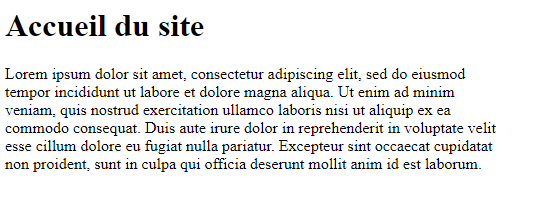 Accueil du site
Lorem ipsum dolor sit amet, consectetur adipiscing elit, sed do eiusmod
tempor incididunt ut labore et dolore magna aliqua. Ut enim ad minim
veniam, quis nostrud exercitation ullamco laboris nisi ut aliquip ex ea
commodo consequat. Duis aute irure dolor in reprehenderit in voluptate velit
esse cillum dolore eu fugiat nulla pariatur. Excepteur sint occaecat cupidatat
non proident, sunt in culpa qui officia deserunt mollit anim id est laborum.